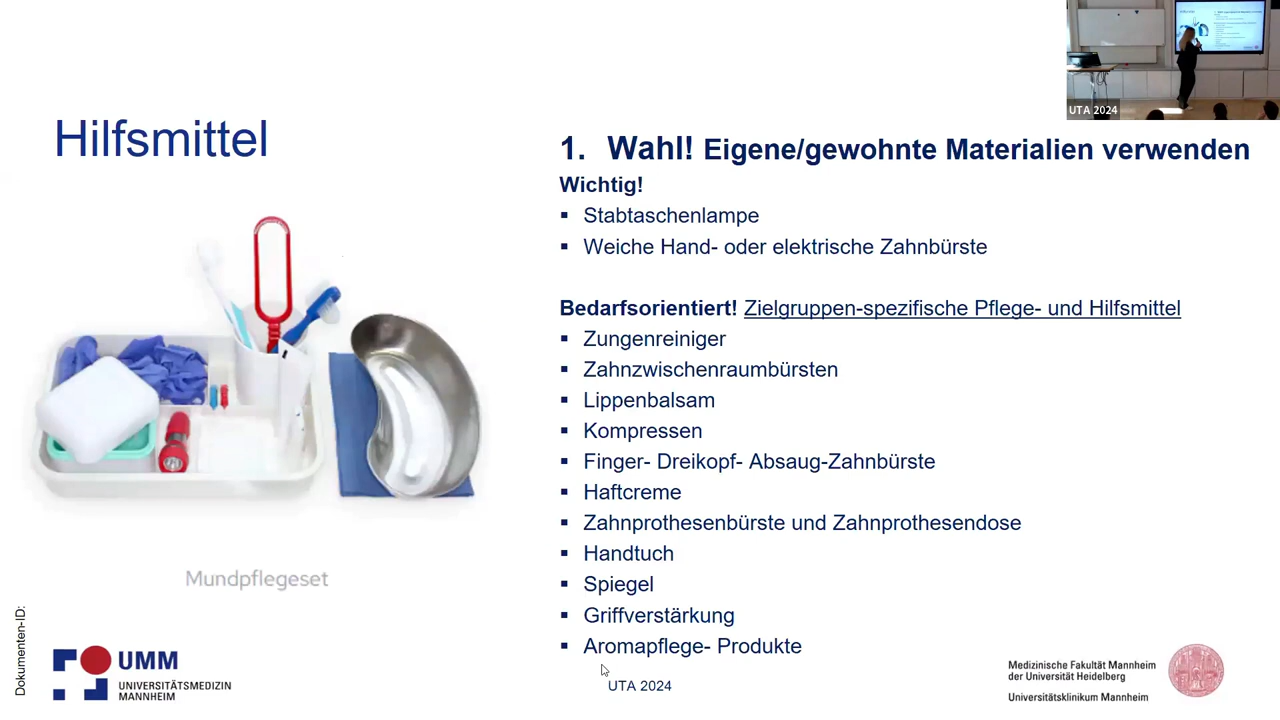 UTA 2024
Hilfsmittel
1. Wahl! Eigene/gewohnte Materialien verwenden
Wichtig!
▪ Stabtaschenlampe
▪ Weiche Hand- oder elektrische Zahnbürste
Bedarfsorientiert! Zielgruppen-spezifische Pflege- und Hilfsmittel
▪ Zungenreiniger
▪ Zahnzwischenraumbürsten
▪ Lippenbalsam
▪ Kompressen
▪ Finger- Dreikopf- Absaug-Zahnbürste
▪ Haftcreme
▪ Zahnprothesenbürste und Zahnprothesendose
▪ Handtuch
▪ Spiegel
▪ Griffverstärkung
▪ Aromapflege- Produkte
Mundpflegeset
Dokumenten-ID:
UMM
UNIVERSITÄTSMEDIZIN
MANNHEIM
UTA 2024
Medizinische Fakultät Mannheim
der Universität Heidelberg
Universitätsklinikum Mannheim